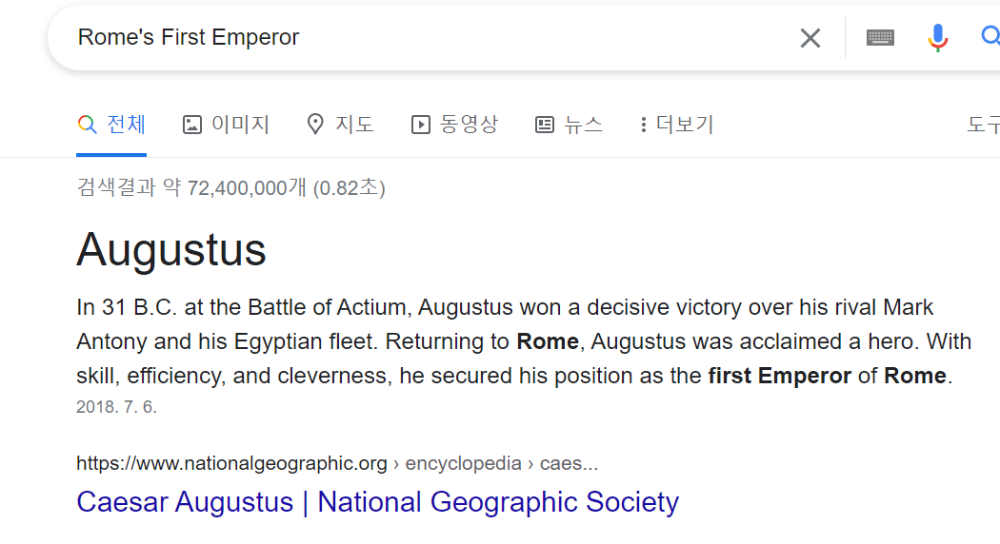 Rome's First Emperor
전체 이미지 지도 동영상 뉴스 더보기
검색결과 약 72,400,000개 (0.82초)
Augustus
In 31 B.C. at the Battle of Actium, Augustus won a decisive victory over his rival Mark
Antony and his Egyptian fleet. Returning to Rome, Augustus was acclaimed a hero. With
skill, efficiency, and cleverness, he secured his position as the first Emperor of Rome.
2018. 7. 6.
https://www.nationalgeographic.org › encyclopedia › caes...
Caesar Augustus | National Geographic Society